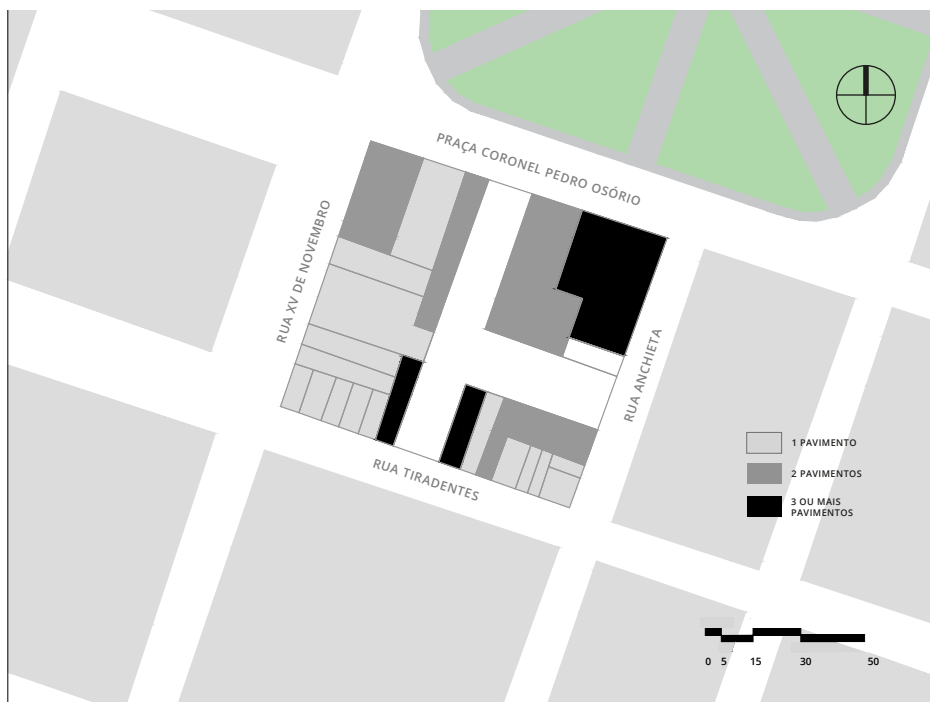 PRAÇA CORONEL PEDRO OSÓRIO
RUA XV DE NOVEMBRO
RUA ANCHIETA
RUA TIRADENTES
1 PAVIMENTO
2 PAVIMENTOS
3 OU MAIS
PAVIMENTOS
0 5 15 30 50